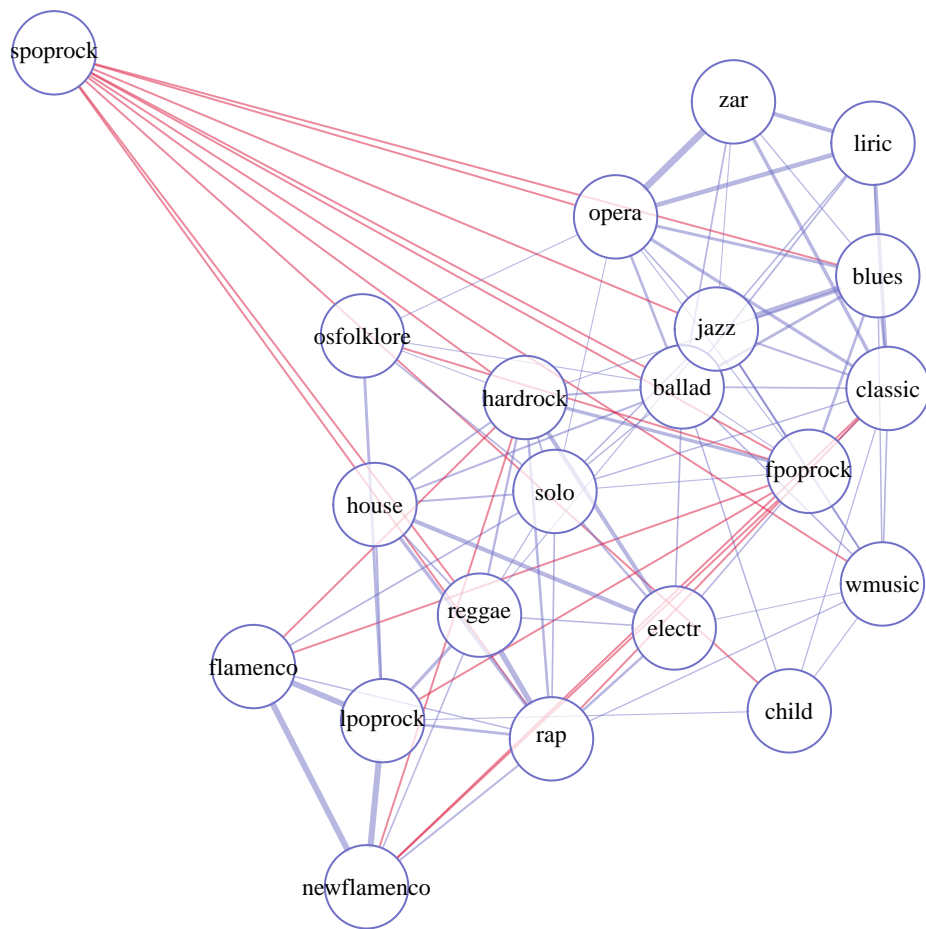 spoprock
zar
liric
opera
blues
jazz
osfolklore
ballad
classic
hardrock
fpoprock
solo
house
wmusic
reggae
electr
flamenco
child
lpoprock
rap
newflamenco